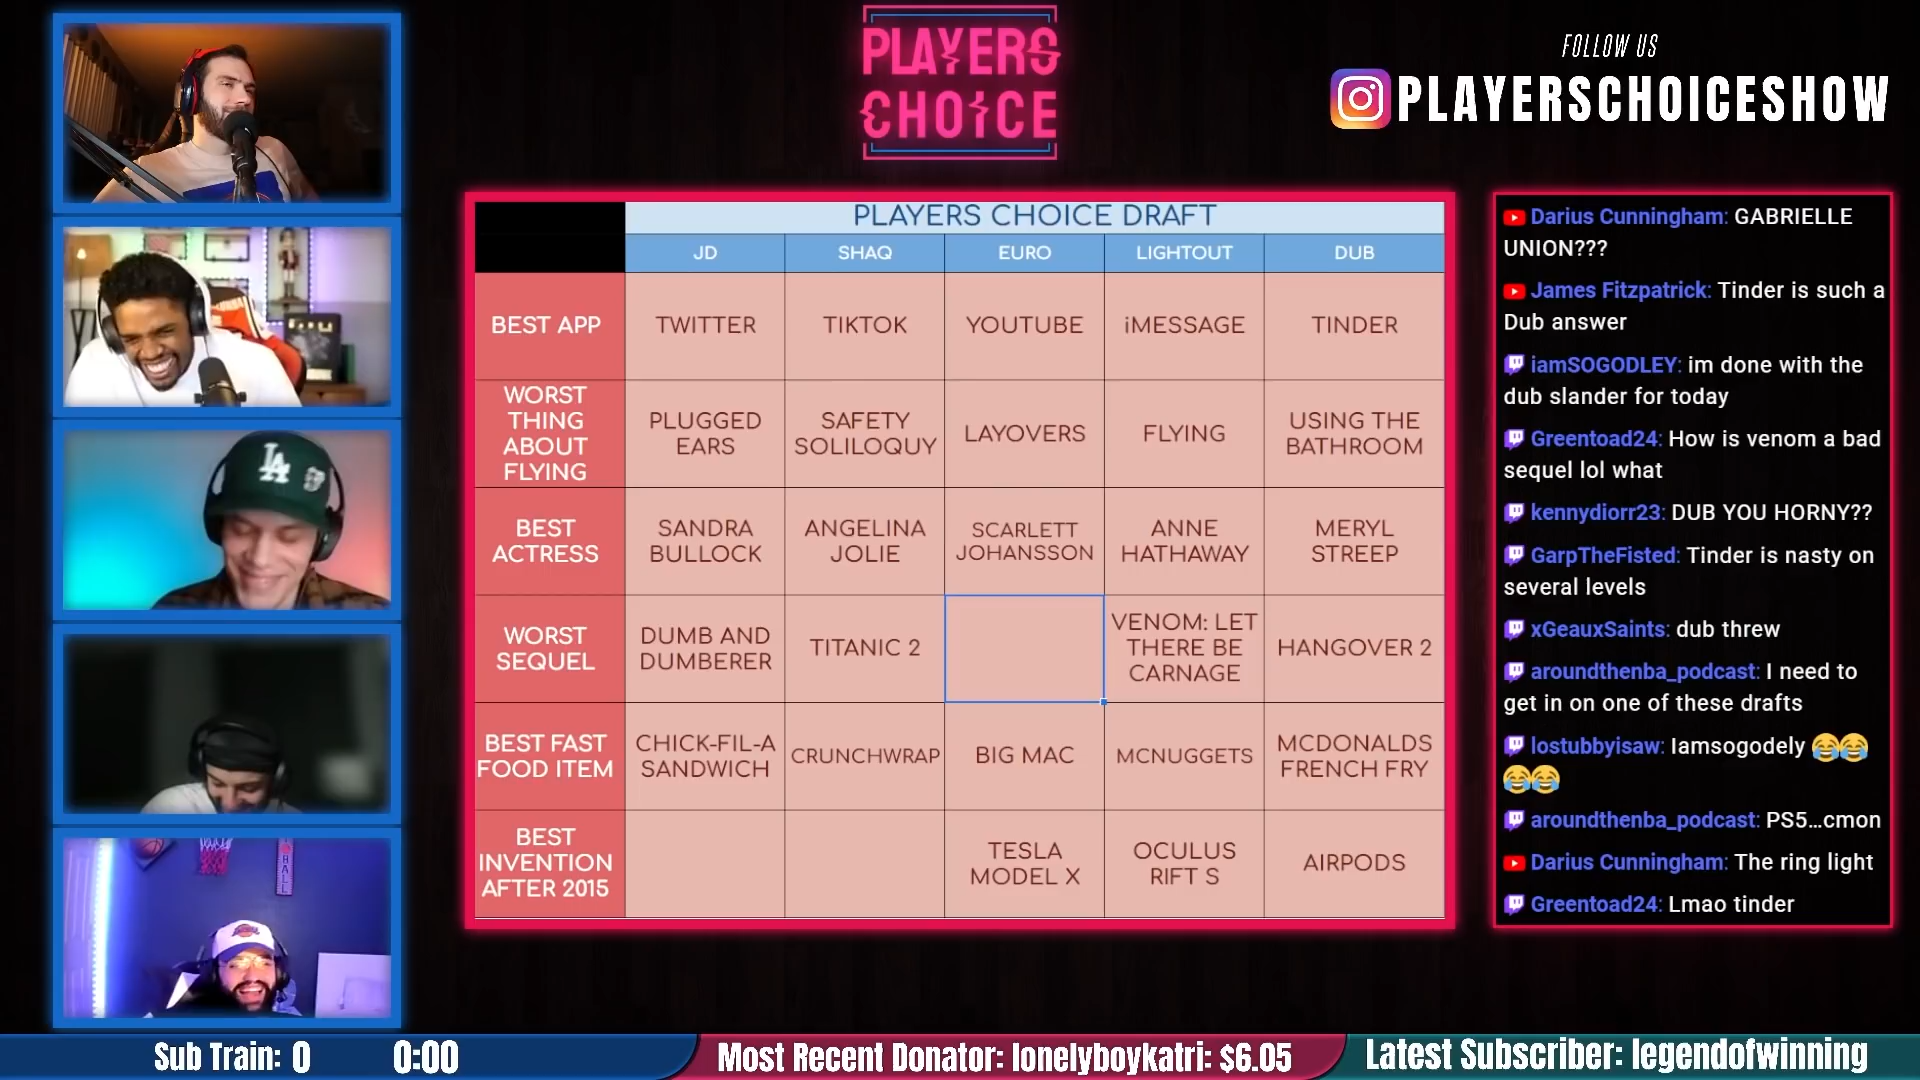 PLAYERS
CHOICE
FOLLOW US
PLAYERSCHOICESHOW
PLAYERS CHOICE DRAFT
JD SHAQ EURO LIGHTOUT DUB
BEST APP
TWITTER
TIKTOK
YOUTUBE
iMESSAGE
TINDER
WORST
THING
ABOUT
FLYING
PLUGGED
EARS
SAFETY
SOLILOQUY
LAYOVERS
FLYING
USING THE
BATHROOM
BEST
ACTRESS
SANDRA
BULLOCK
ANGELINA
JOLIE
SCARLETT
JOHANSSON
ANNE
HATHAWAY
MERYL
STREEP
WORST
SEQUEL
DUMB AND
DUMBERER
TITANIC 2
VENOM: LET
THERE BE
CARNAGE
HANGOVER 2
BEST FAST
FOOD ITEM
CHICK-FIL-A
SANDWICH
CRUNCHWRAP
BIG MAC
MCNUGGETS
MCDONALDS
FRENCH FRY
BEST
INVENTION
AFTER 2015
TESLA
MODEL X
OCULUS
RIFT S
AIRPODS
Darius Cunningham: GABRIELLE
UNION???
James Fitzpatrick: Tinder is such a
Dub answer
iamSOGODLEY: im done with the
dub slander for today
Greentoad24: How is venom a bad
sequel lol what
kennydiorr23: DUB YOU HORNY??
GarpTheFisted: Tinder is nasty on
several levels
xGeauxSaints: dub threw
aroundthenba_podcast: I need to
get in on one of these drafts
lostubbyisaw: Iamsogodely 😂😂
😂😂
aroundthenba_podcast: PS5...cmon
Darius Cunningham: The ring light
Greentoad24: Lmao tinder
LA
BALL
Sub Train: 0 0:00
Most Recent Donator: lonelyboykatri: $6.05
Latest Subscriber: legendofwinning